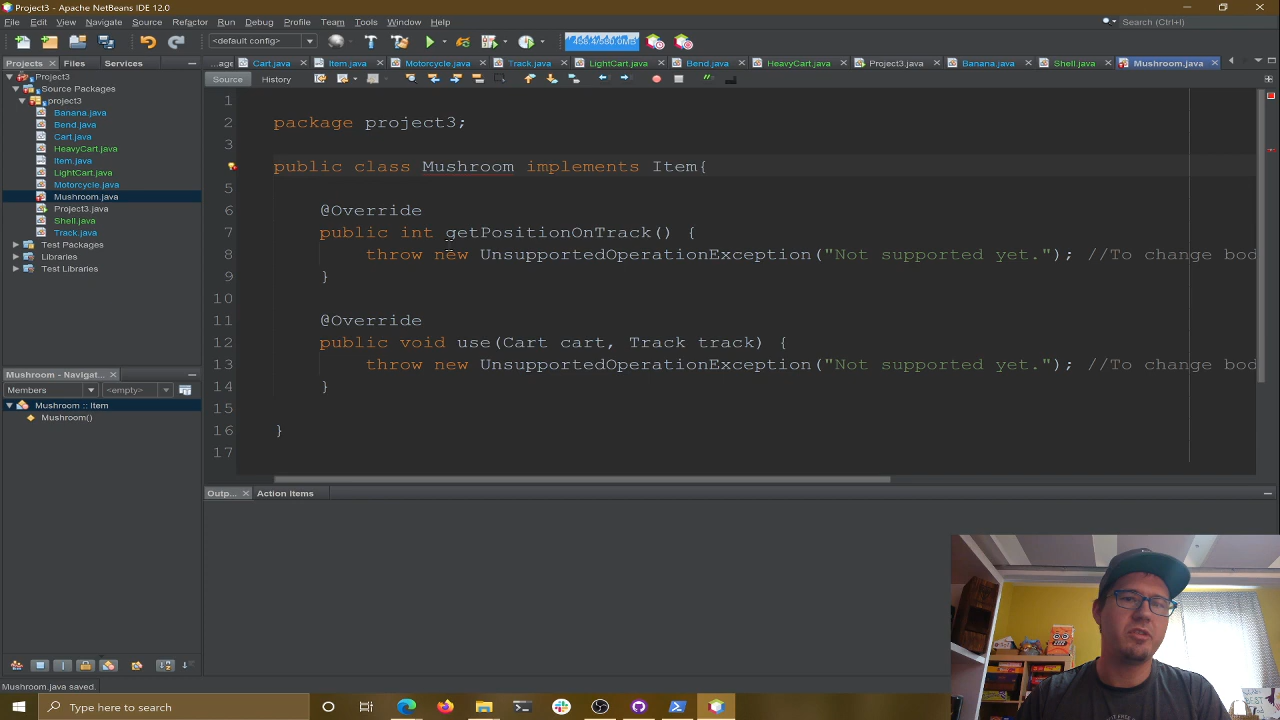 Project3 - Apache NetBeans IDE 12.0
File Edit View Navigate Source Refactor Run Debug Profile Team Tools Window Help
Search (Ctrl+I)
<default config>
458.4/580.0MB
Projects Files Services
...age Cart.java Item.java Motorcycle.java Track.java LightCart.java Bend.java HeavyCart.java Project3.java Banana.java Shell.java Mushroom.java
Source History
Project3
Source Packages
project3
Banana.java
Bend.java
Cart.java
HeavyCart.java
Item.java
LightCart.java
Motorcycle.java
Mushroom.java
Project3.java
Shell.java
Track.java
Test Packages
Libraries
Test Libraries
1
2 package project3;
3
4 public class Mushroom implements Item{
5
6 @Override
7 public int getPositionOnTrack() {
8 throw new UnsupportedOperationException("Not supported yet."); //To change bod
9 }
10
11 @Override
12 public void use(Cart cart, Track track) {
13 throw new UnsupportedOperationException("Not supported yet."); //To change bod
14 }
15
16 }
17
Mushroom - Navigat...
Members <empty>
Mushroom :: Item
Mushroom()
Outp... Action Items
Mushroom.java saved.
Type here to search